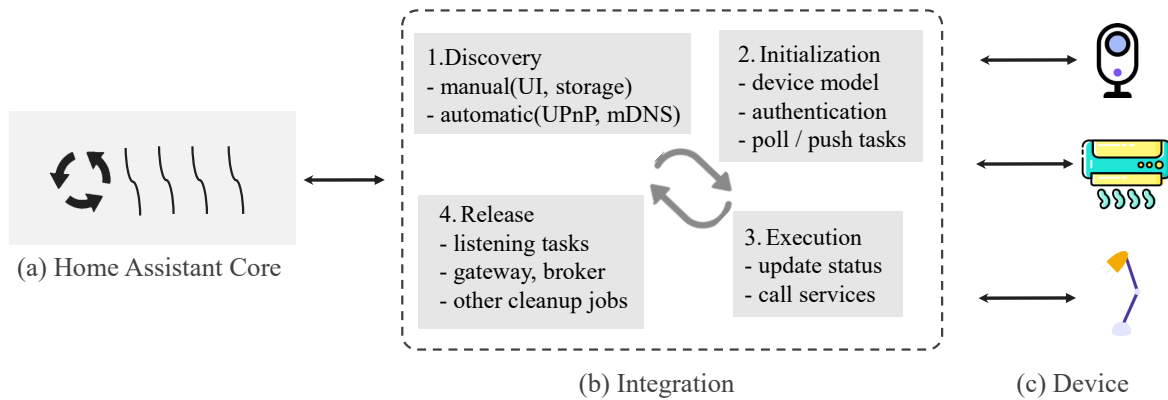 1.Discovery
- manual(UI, storage)
- automatic(UPnP, mDNS)
2. Initialization
- device model
- authentication
- poll / push tasks
4. Release
- listening tasks
- gateway, broker
- other cleanup jobs
3. Execution
- update status
- call services
(a) Home Assistant Core
(b) Integration
(c) Device